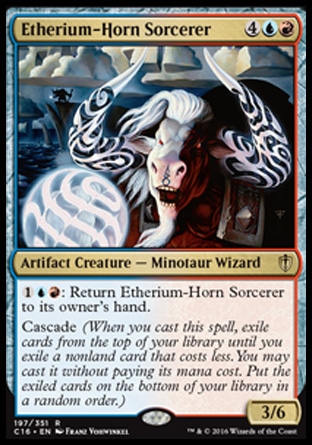 Etherium-Horn Sorcerer 4
Artifact Creature — Minotaur Wizard
1: Return Etherium-Horn Sorcerer
to its owner's hand.
Cascade (When you cast this spell, exile
cards from the top of your library until you
exile a nonland card that costs less. You may
cast it without paying its mana cost. Put the
exiled cards on the bottom of your library in
a random order.)
3/6
197/351 R
C16 • EN Franz Vohwinkel
™ & © 2016 Wizards of the Coast